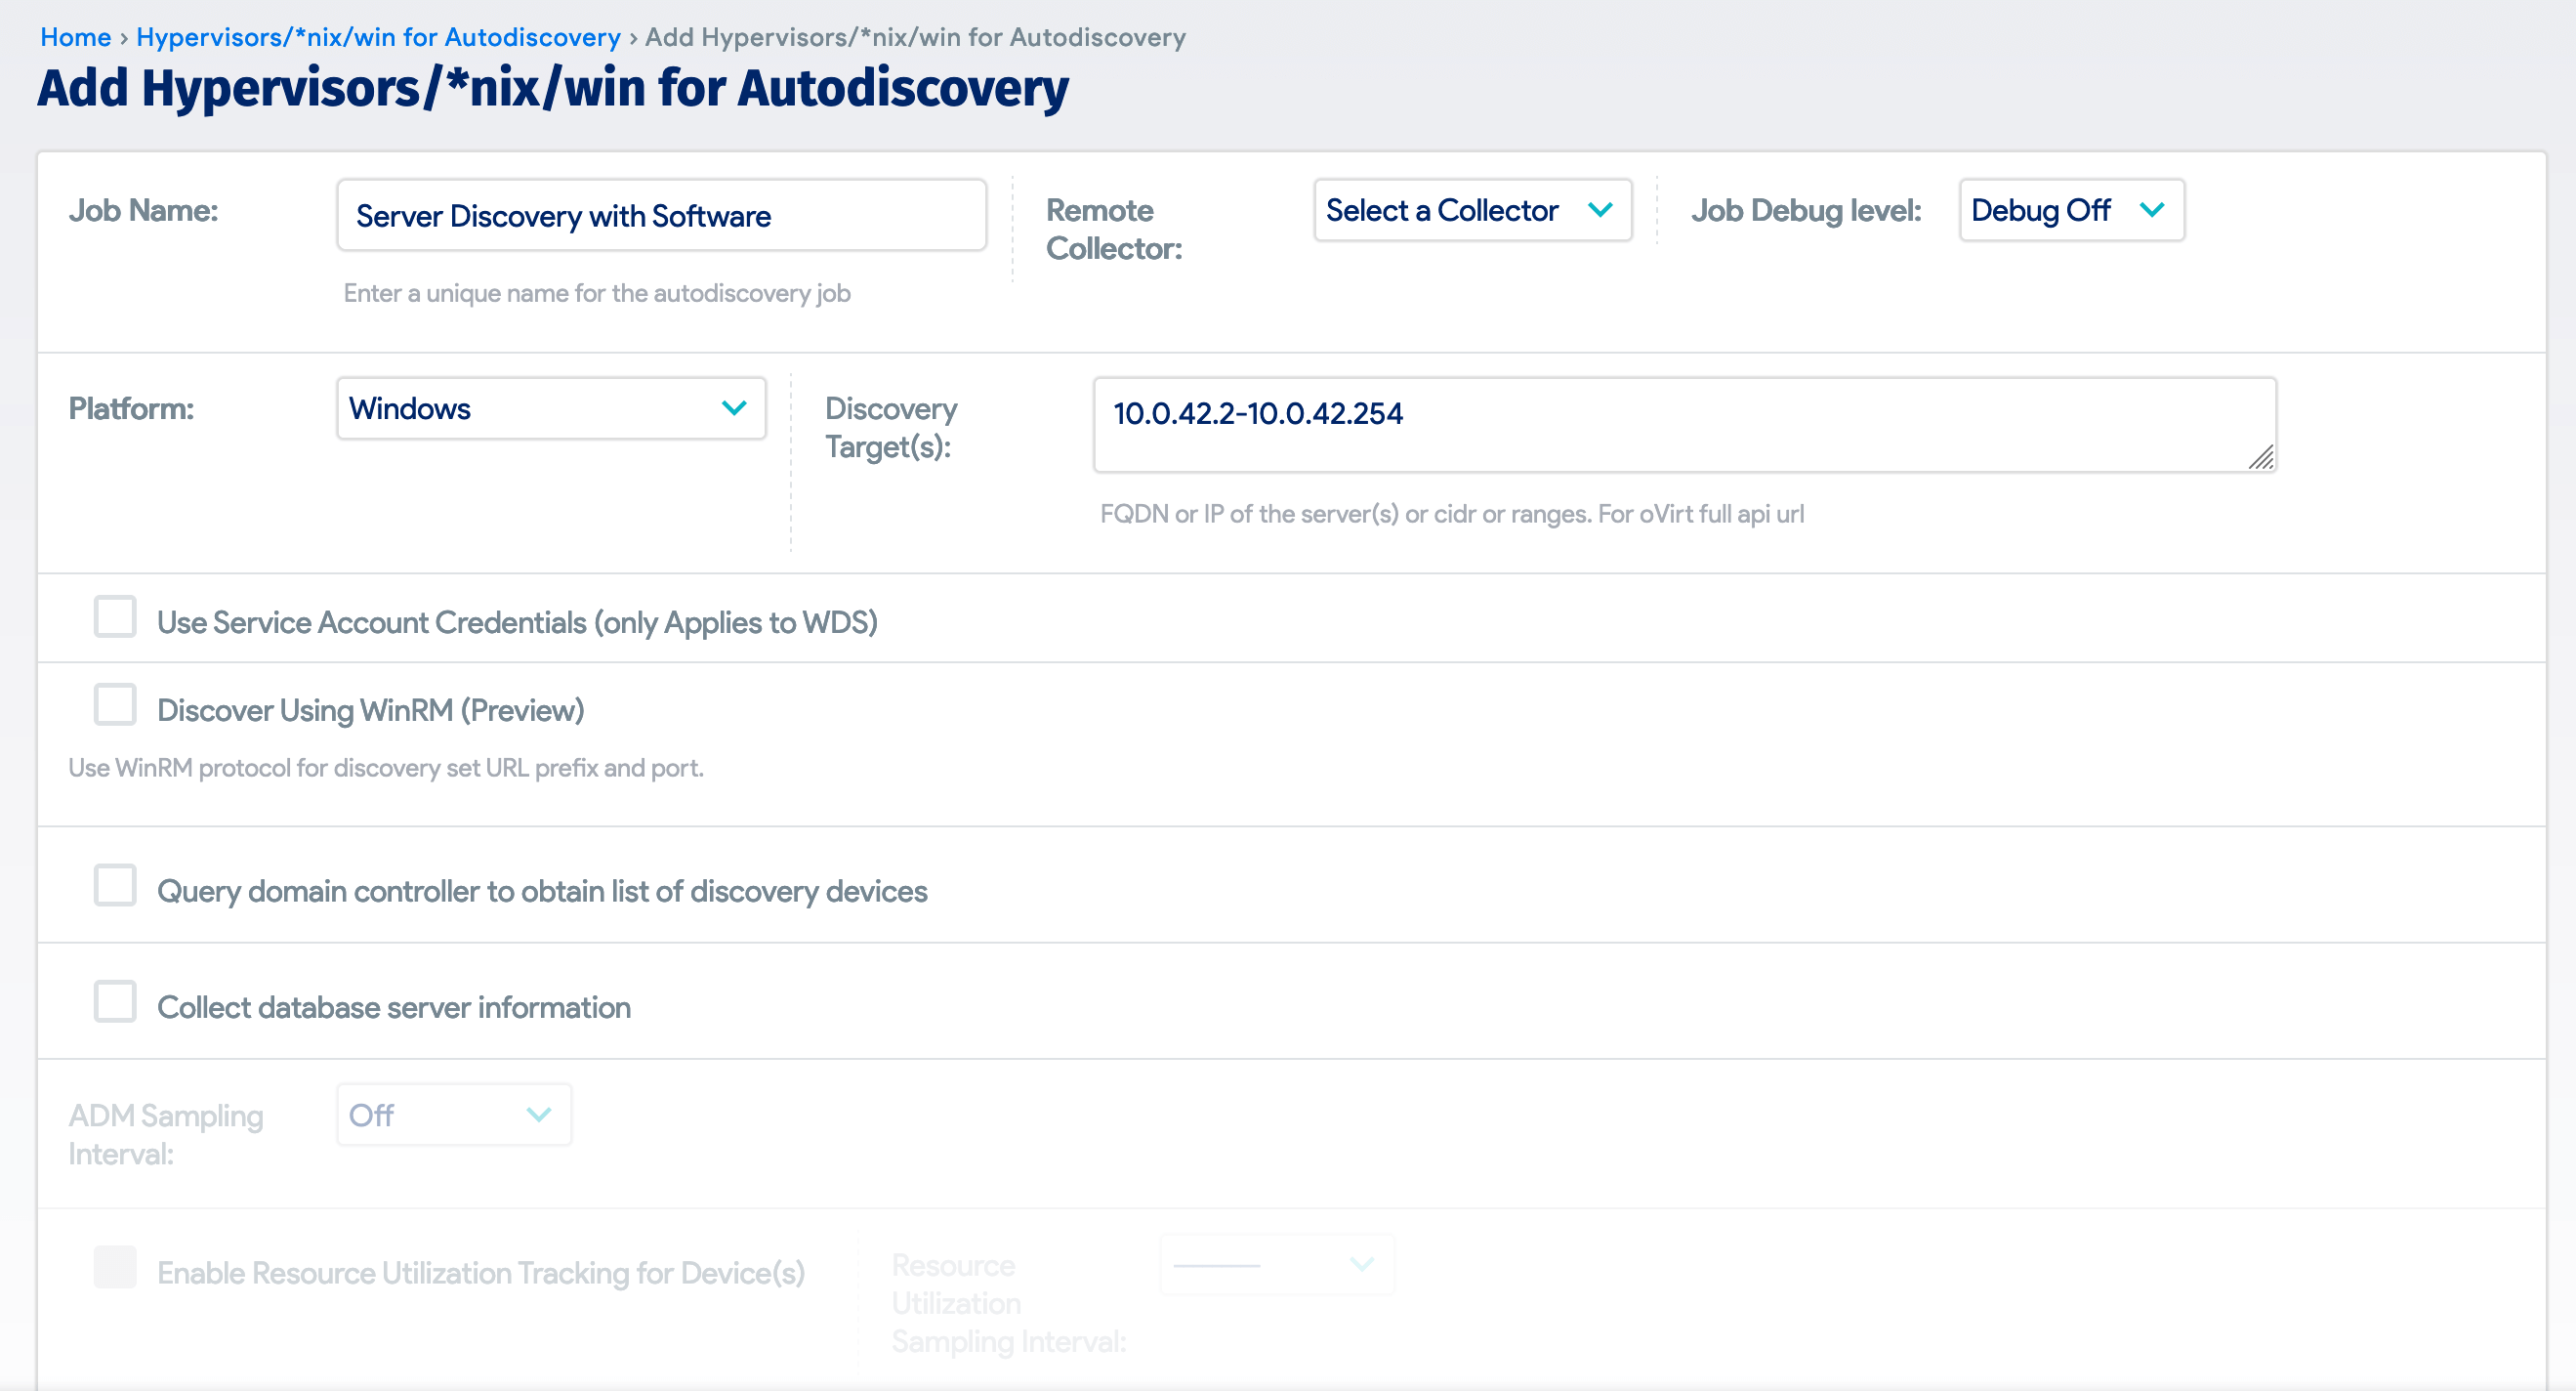 Home › Hypervisors/*nix/win for Autodiscovery › Add Hypervisors/*nix/win for Autodiscovery
Add Hypervisors/*nix/win for Autodiscovery
Job Name:
Server Discovery with Software
Enter a unique name for the autodiscovery job
Remote
Collector:
Select a Collector
Job Debug level:
Debug Off
Platform:
Windows
Discovery
Target(s):
10.0.42.2-10.0.42.254
FQDN or IP of the server(s) or cidr or ranges. For oVirt full api url
Use Service Account Credentials (only Applies to WDS)
Discover Using WinRM (Preview)
Use WinRM protocol for discovery set URL prefix and port.
Query domain controller to obtain list of discovery devices
Collect database server information
ADM Sampling
Interval:
Off
Enable Resource Utilization Tracking for Device(s)
Resource
Utilization
Sampling Interval: